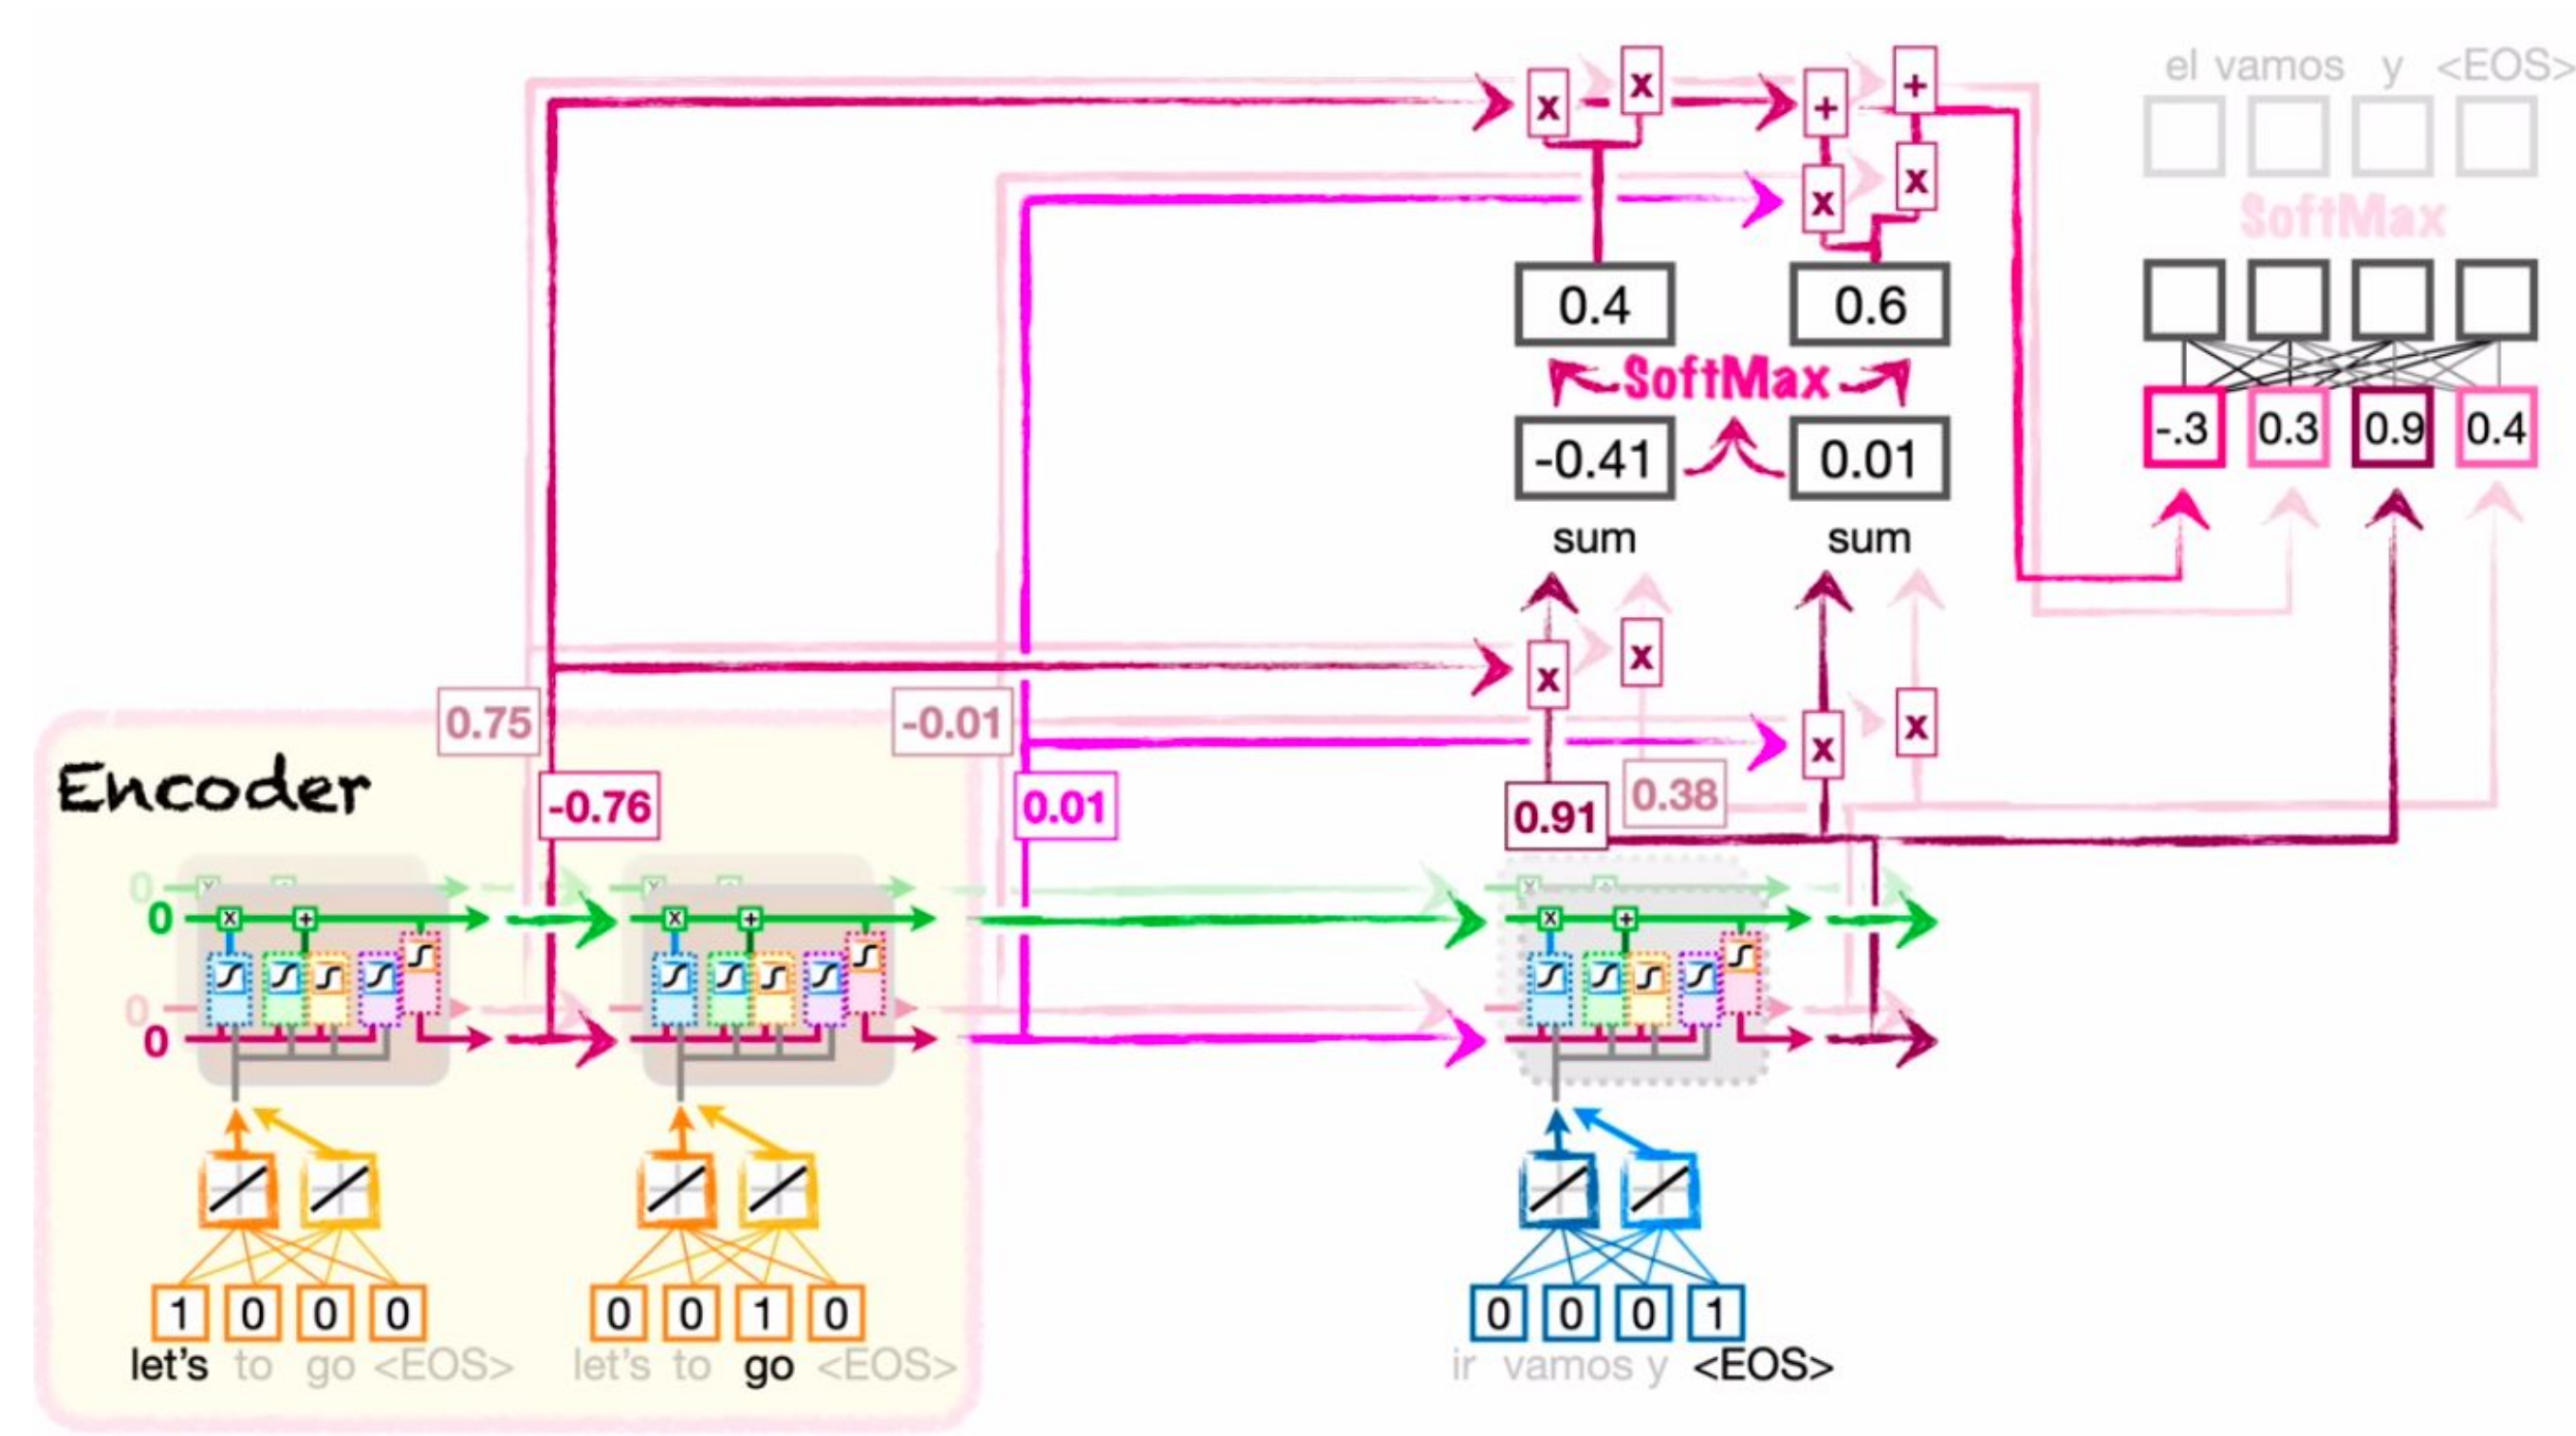 el vamos y <EOS>
x x + +
x x
SoftMax
0.4 0.6
SoftMax
-.3 0.3 0.9 0.4
-0.41 0.01
sum sum
x x
0.75 -0.01
x x
Encoder
-0.76 0.01 0.91 0.38
0 x + x + x +
0 x + x + x +
0
0
1 0 0 0 0 0 1 0 0 0 0 1
let's to go <EOS> let's to go <EOS> ir vamos y <EOS>